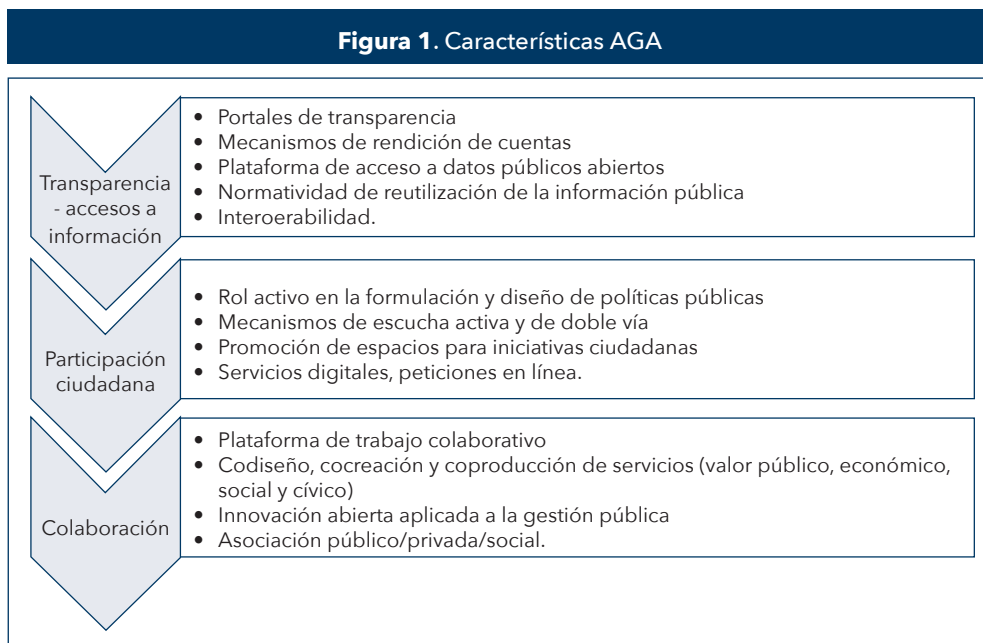 Figura 1. Características AGA
Transparencia
- accesos a
información
• Portales de transparencia
• Mecanismos de rendición de cuentas
• Plataforma de acceso a datos públicos abiertos
• Normatividad de reutilización de la información pública
• Interoerabilidad.
Participación
ciudadana
• Rol activo en la formulación y diseño de políticas públicas
• Mecanismos de escucha activa y de doble vía
• Promoción de espacios para iniciativas ciudadanas
• Servicios digitales, peticiones en línea.
Colaboración
• Plataforma de trabajo colaborativo
• Codiseño, cocreación y coproducción de servicios (valor público, económico,
social y cívico)
• Innovación abierta aplicada a la gestión pública
• Asociación público/privada/social.